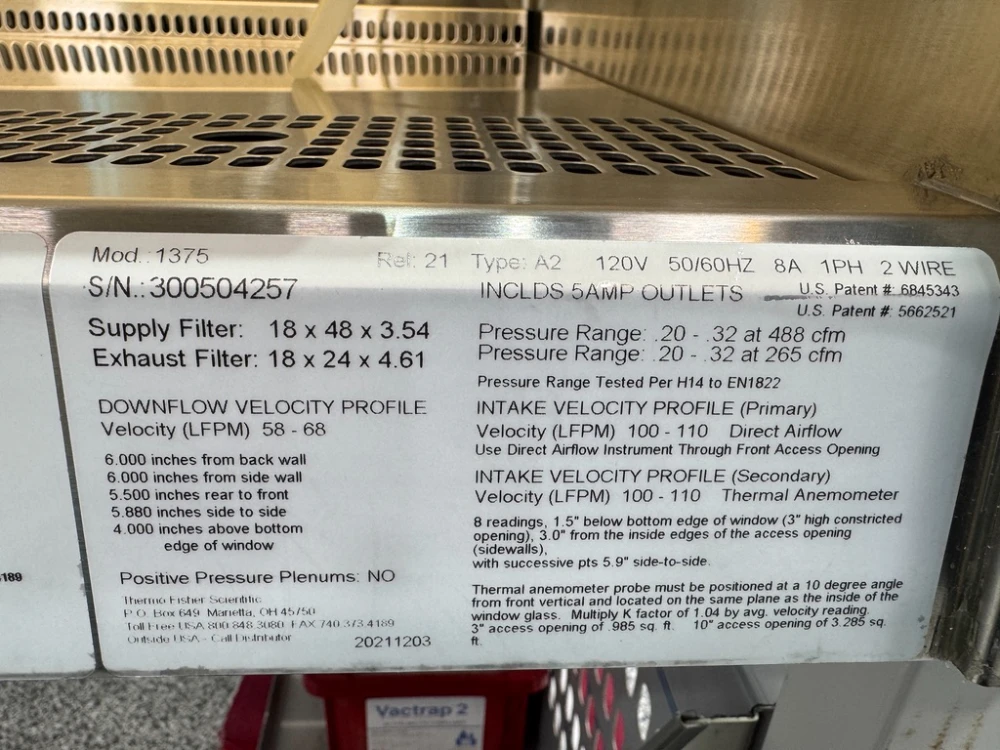 Mod.:1375
Rel: 21 Type: A2 120V 50/60HZ 8A 1PH 2 WIRE
S/N.:300504257
INCLDS 5AMP OUTLETS
U.S. Patent #: 6845343
U.S. Patent #: 5662521
Supply Filter: 18 x 48 x 3.54
Exhaust Filter: 18 x 24 x 4.61
Pressure Range: .20 - .32 at 488 cfm
Pressure Range: .20 - .32 at 265 cfm
Pressure Range Tested Per H14 to EN1822
DOWNFLOW VELOCITY PROFILE
Velocity (LFPM) 58 - 68
6.000 inches from back wall
6.000 inches from side wall
5.500 inches rear to front
5.880 inches side to side
4.000 inches above bottom
edge of window
INTAKE VELOCITY PROFILE (Primary)
Velocity (LFPM) 100 - 110 Direct Airflow
Use Direct Airflow Instrument Through Front Access Opening
INTAKE VELOCITY PROFILE (Secondary)
Velocity (LFPM) 100 - 110 Thermal Anemometer
8 readings, 1.5" below bottom edge of window (3" high constricted
opening), 3.0" from the inside edges of the access opening
(sidewalls),
with successive pts 5.9" side-to-side.
Positive Pressure Plenums: NO
Thermo Fisher Scientific
P.O. Box 649 Marietta, OH 45750
Toll Free USA 800 848 3080 FAX 740 373 4189
Outside USA - Call Distributor
20211203
Thermal anemometer probe must be positioned at a 10 degree angle
from front vertical and located on the same plane as the inside of the
window glass. Multiply K factor of 1.04 by avg. velocity reading.
3" access opening of .985 sq. ft. 10" access opening of 3.285 sq.
ft.
4189
Vactrap 2